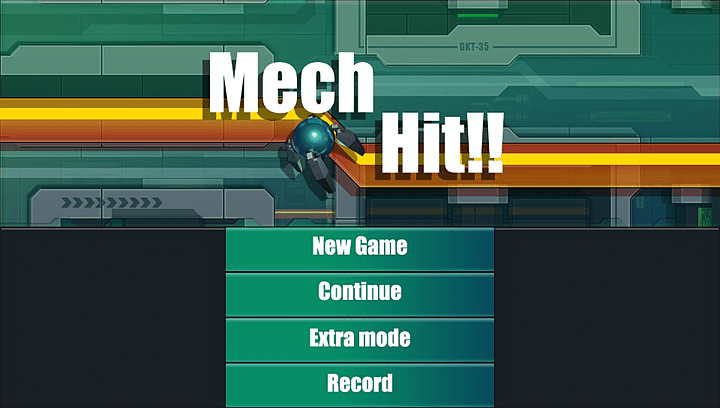 GKT-35
Mech
Hit!!
New Game
Continue
Extra mode
Record